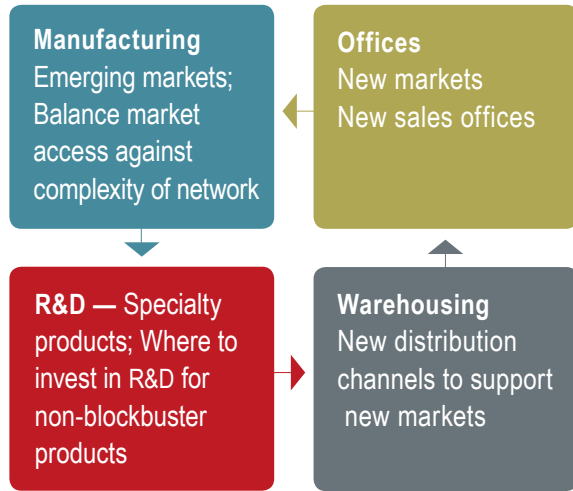 Manufacturing
Emerging markets;
Balance market
access against
complexity of network
Offices
New markets
New sales offices
R&D — Specialty
products; Where to
invest in R&D for
non-blockbuster
products
Warehousing
New distribution
channels to support
new markets